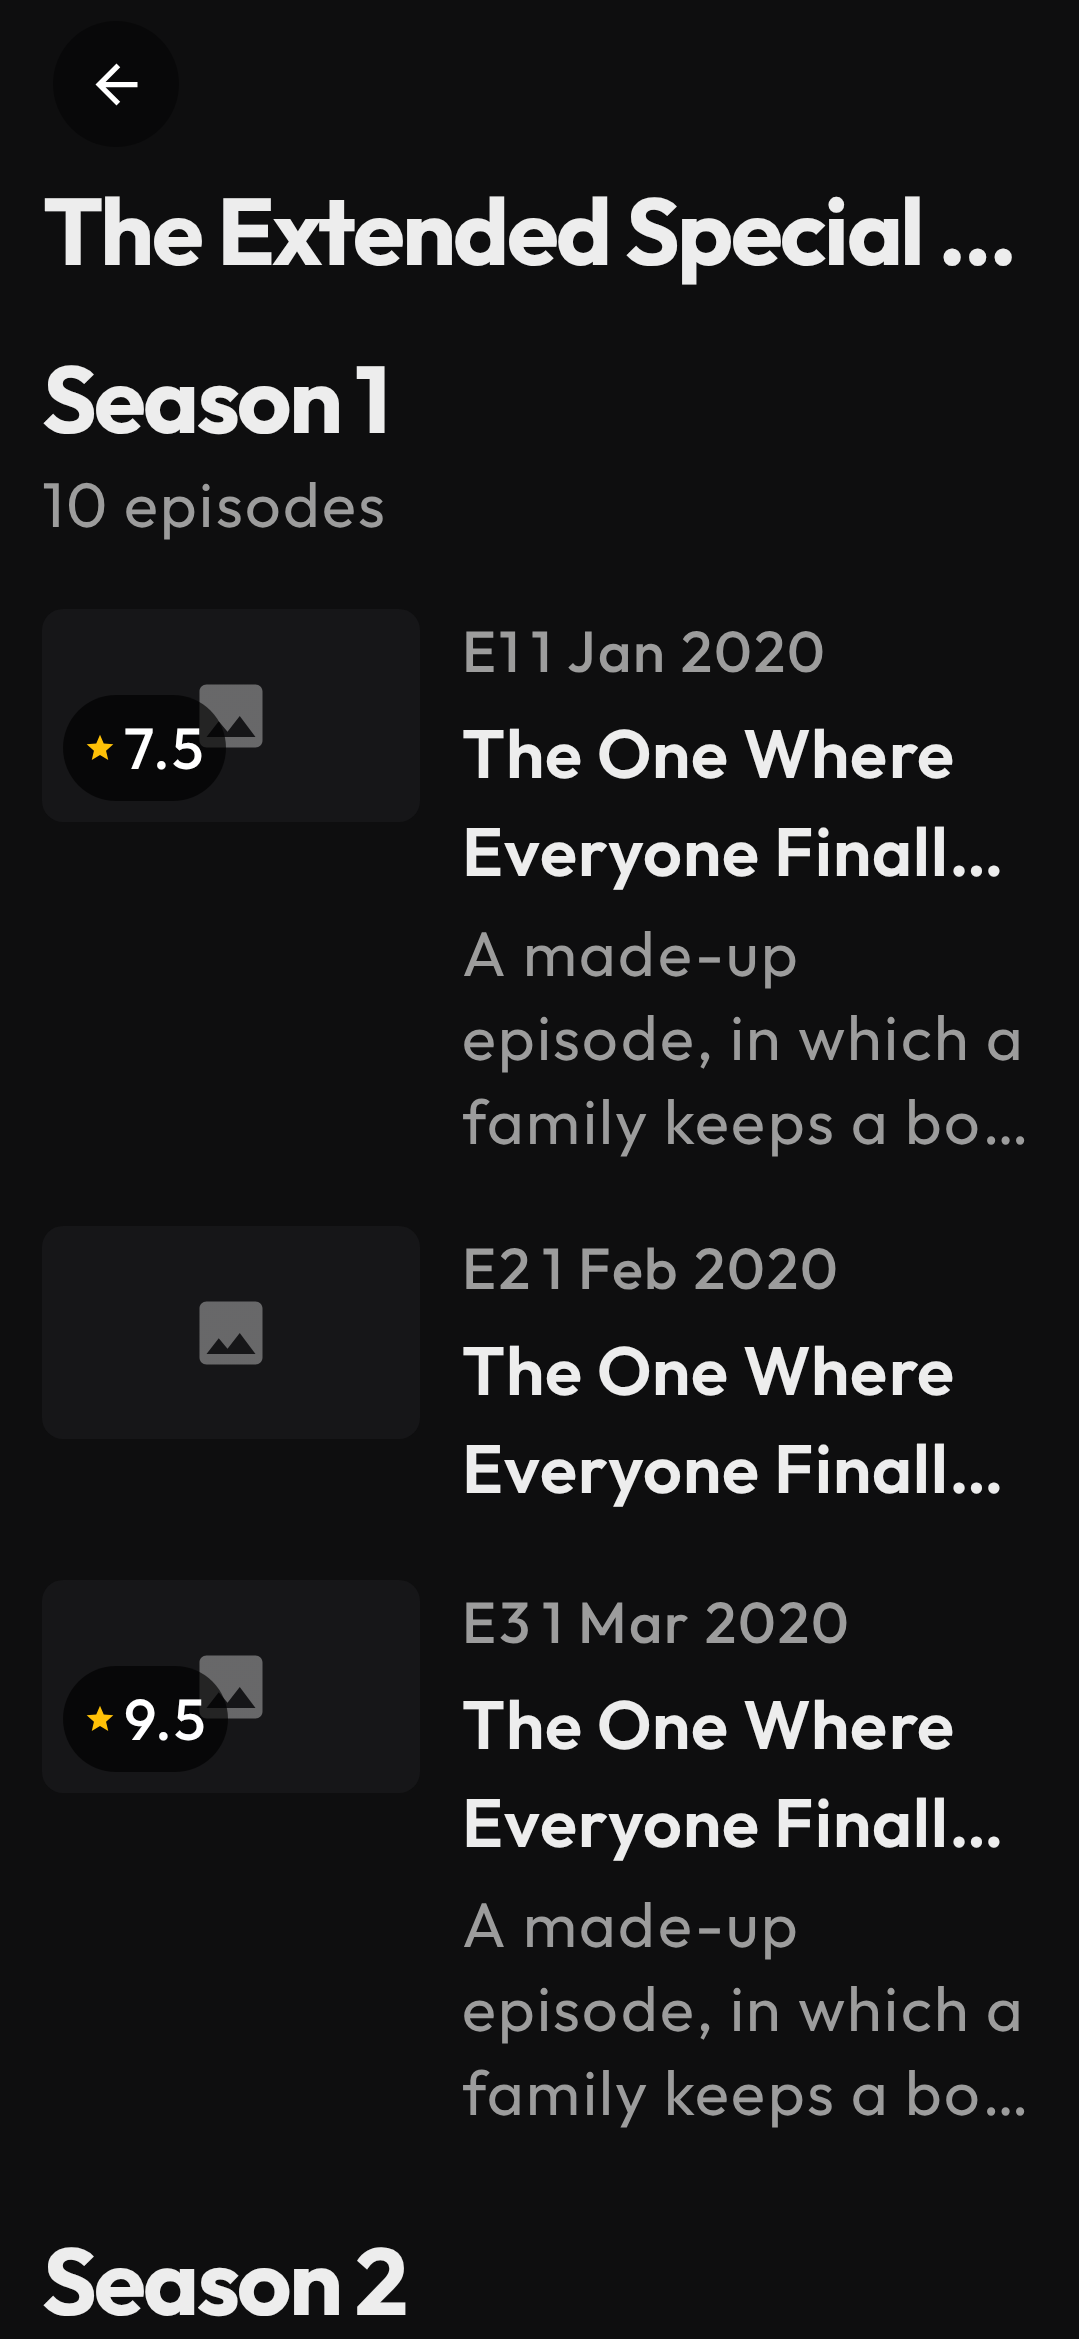 The Extended Special ...
Season 1
10 episodes
E1 1 Jan 2020
7.5
The One Where
Everyone Finall...
A made-up
episode, in which a
family keeps a bo...
E2 1 Feb 2020
The One Where
Everyone Finall...
E3 1 Mar 2020
9.5
The One Where
Everyone Finall...
A made-up
episode, in which a
family keeps a bo...
Season 2